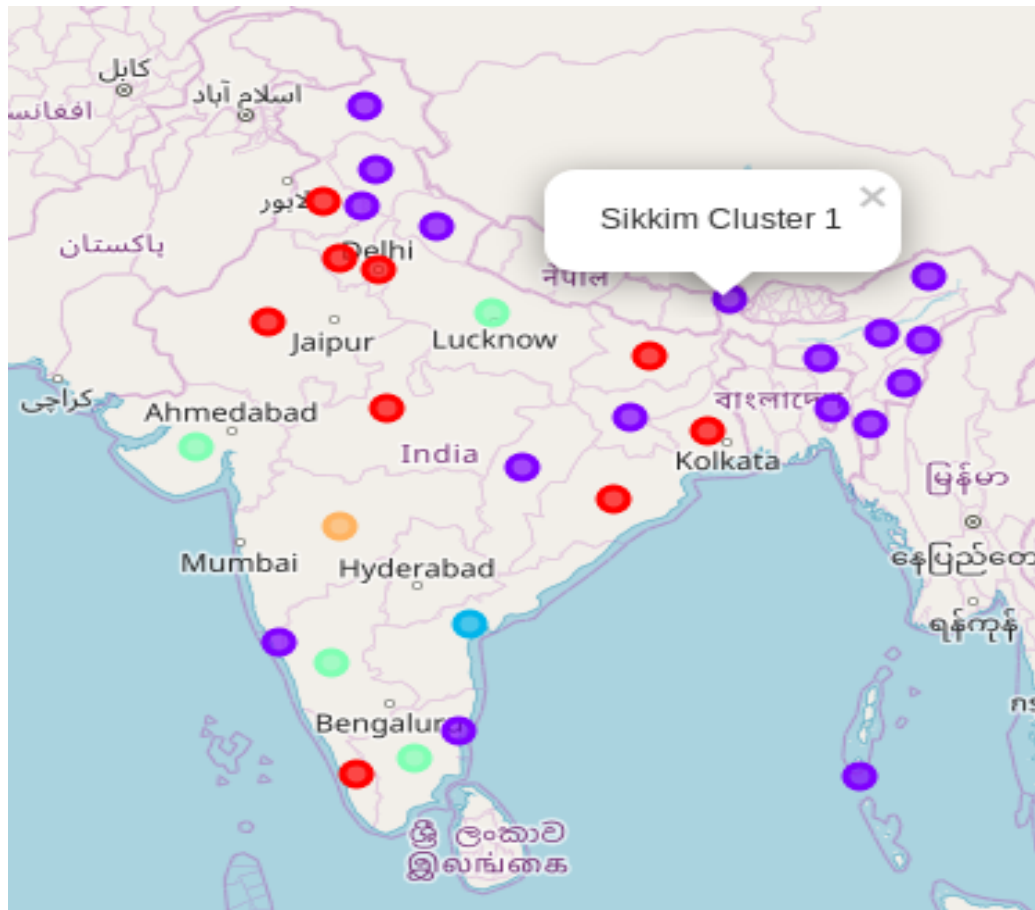 کابل
اسلام آباد
افغانس
لاہور
پاکستان
Delhi
Sikkim Cluster 1
×
नेपाल
Jaipur
Lucknow
کراچی
Ahmedabad
India
বাংলাদেশ
Kolkata
မြန်မာ
Mumbai
Hyderabad
နေပြည်တော
ရန်ကုန်
Bengaluru
ශ්‍රී ලංකාව
இலங்கை